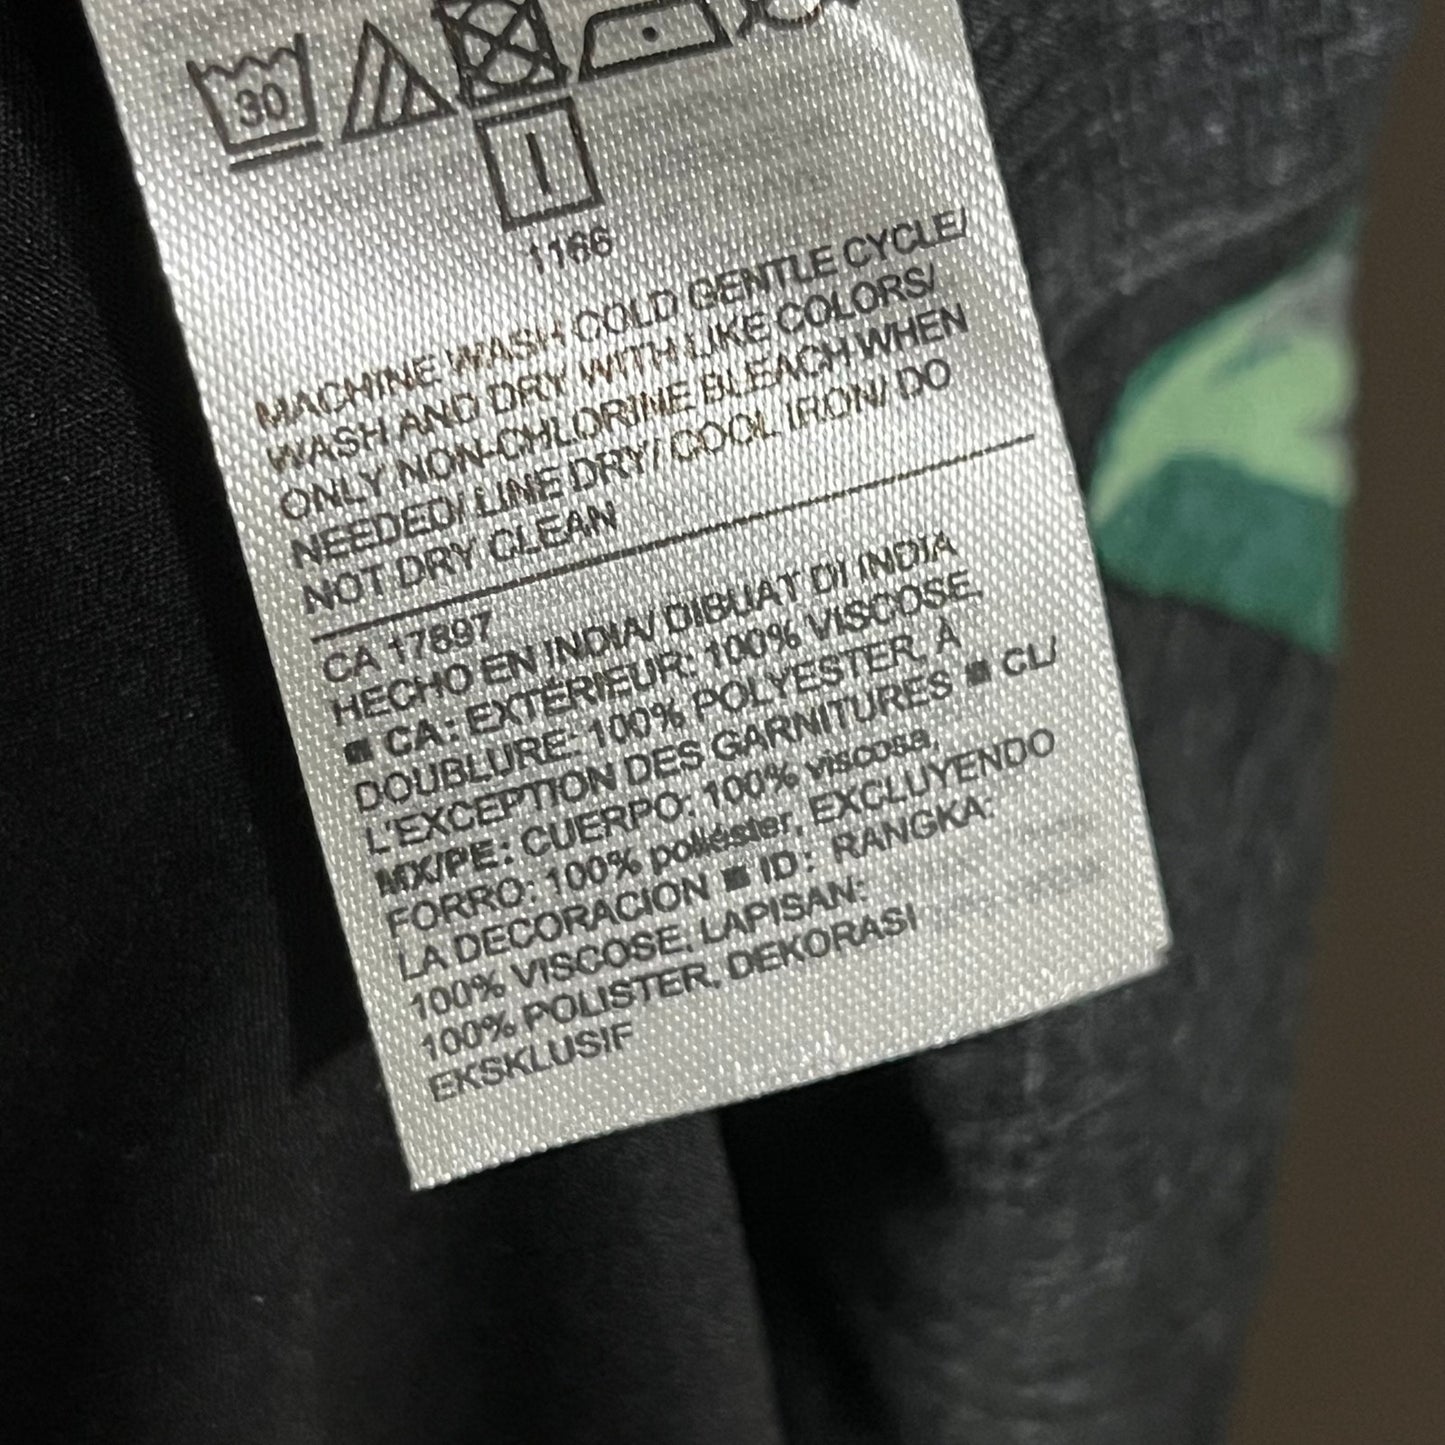 30
1166
MACHINE WASH COLD GENTLE CYCLE/
WASH AND DRY WITH LIKE COLORS/
ONLY NON-CHLORINE BLEACH WHEN
NEEDED/ LINE DRY/ COOL IRON/ DO
NOT DRY CLEAN
CA 17897
HECHO EN INDIA/ DIBUAT DI INDIA
■ CA: EXTÉRIEUR: 100% VISCOSE
DOUBLURE: 100% POLYESTER, À
L'EXCEPTION DES GARNITURES ■ CL/
MX/PE: CUERPO: 100% viscosa,
FORRO: 100% poliéster, EXCLUYENDO
LA DECORACION ■ ID: RANGKA:
100% VISCOSE, LAPISAN:
100% POLISTER, DEKORASI
EKSKLUSIF